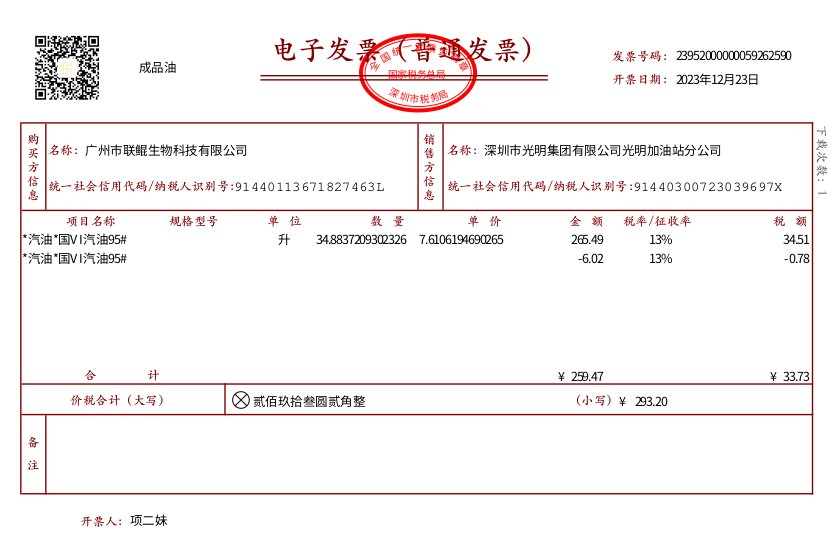 电子发票（普通发票）
全国统一发票监制章
国家税务总局
深圳市税务局
成品油
发票号码： 23952000000059262590
开票日期： 2023年12月23日
购买方信息
名称： 广州市联鲲生物科技有限公司
统一社会信用代码/纳税人识别号:91440113671827463L
销售方信息
名称： 深圳市光明集团有限公司光明加油站分公司
统一社会信用代码/纳税人识别号:91440300723039697X
下载次数：1
项目名称 规格型号 单位 数量 单价 金额 税率/征收率 税额
*汽油*国VI汽油95# 升 34.8837209302326 7.6106194690265 265.49 13% 34.51
*汽油*国VI汽油95# -6.02 13% -0.78
合计 ¥ 259.47 ¥ 33.73
价税合计（大写） 贰佰玖拾叁圆贰角整 （小写）¥ 293.20
备注
开票人： 项二妹